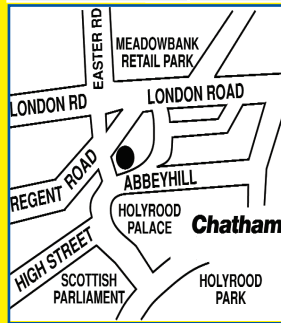 EASTER RD
MEADOWBANK
RETAIL PARK
LONDON RD
LONDON ROAD
REGENT ROAD
ABBEYHILL
HOLYROOD
PALACE
Chatham
HIGH STREET
SCOTTISH
PARLIAMENT
HOLYROOD
PARK